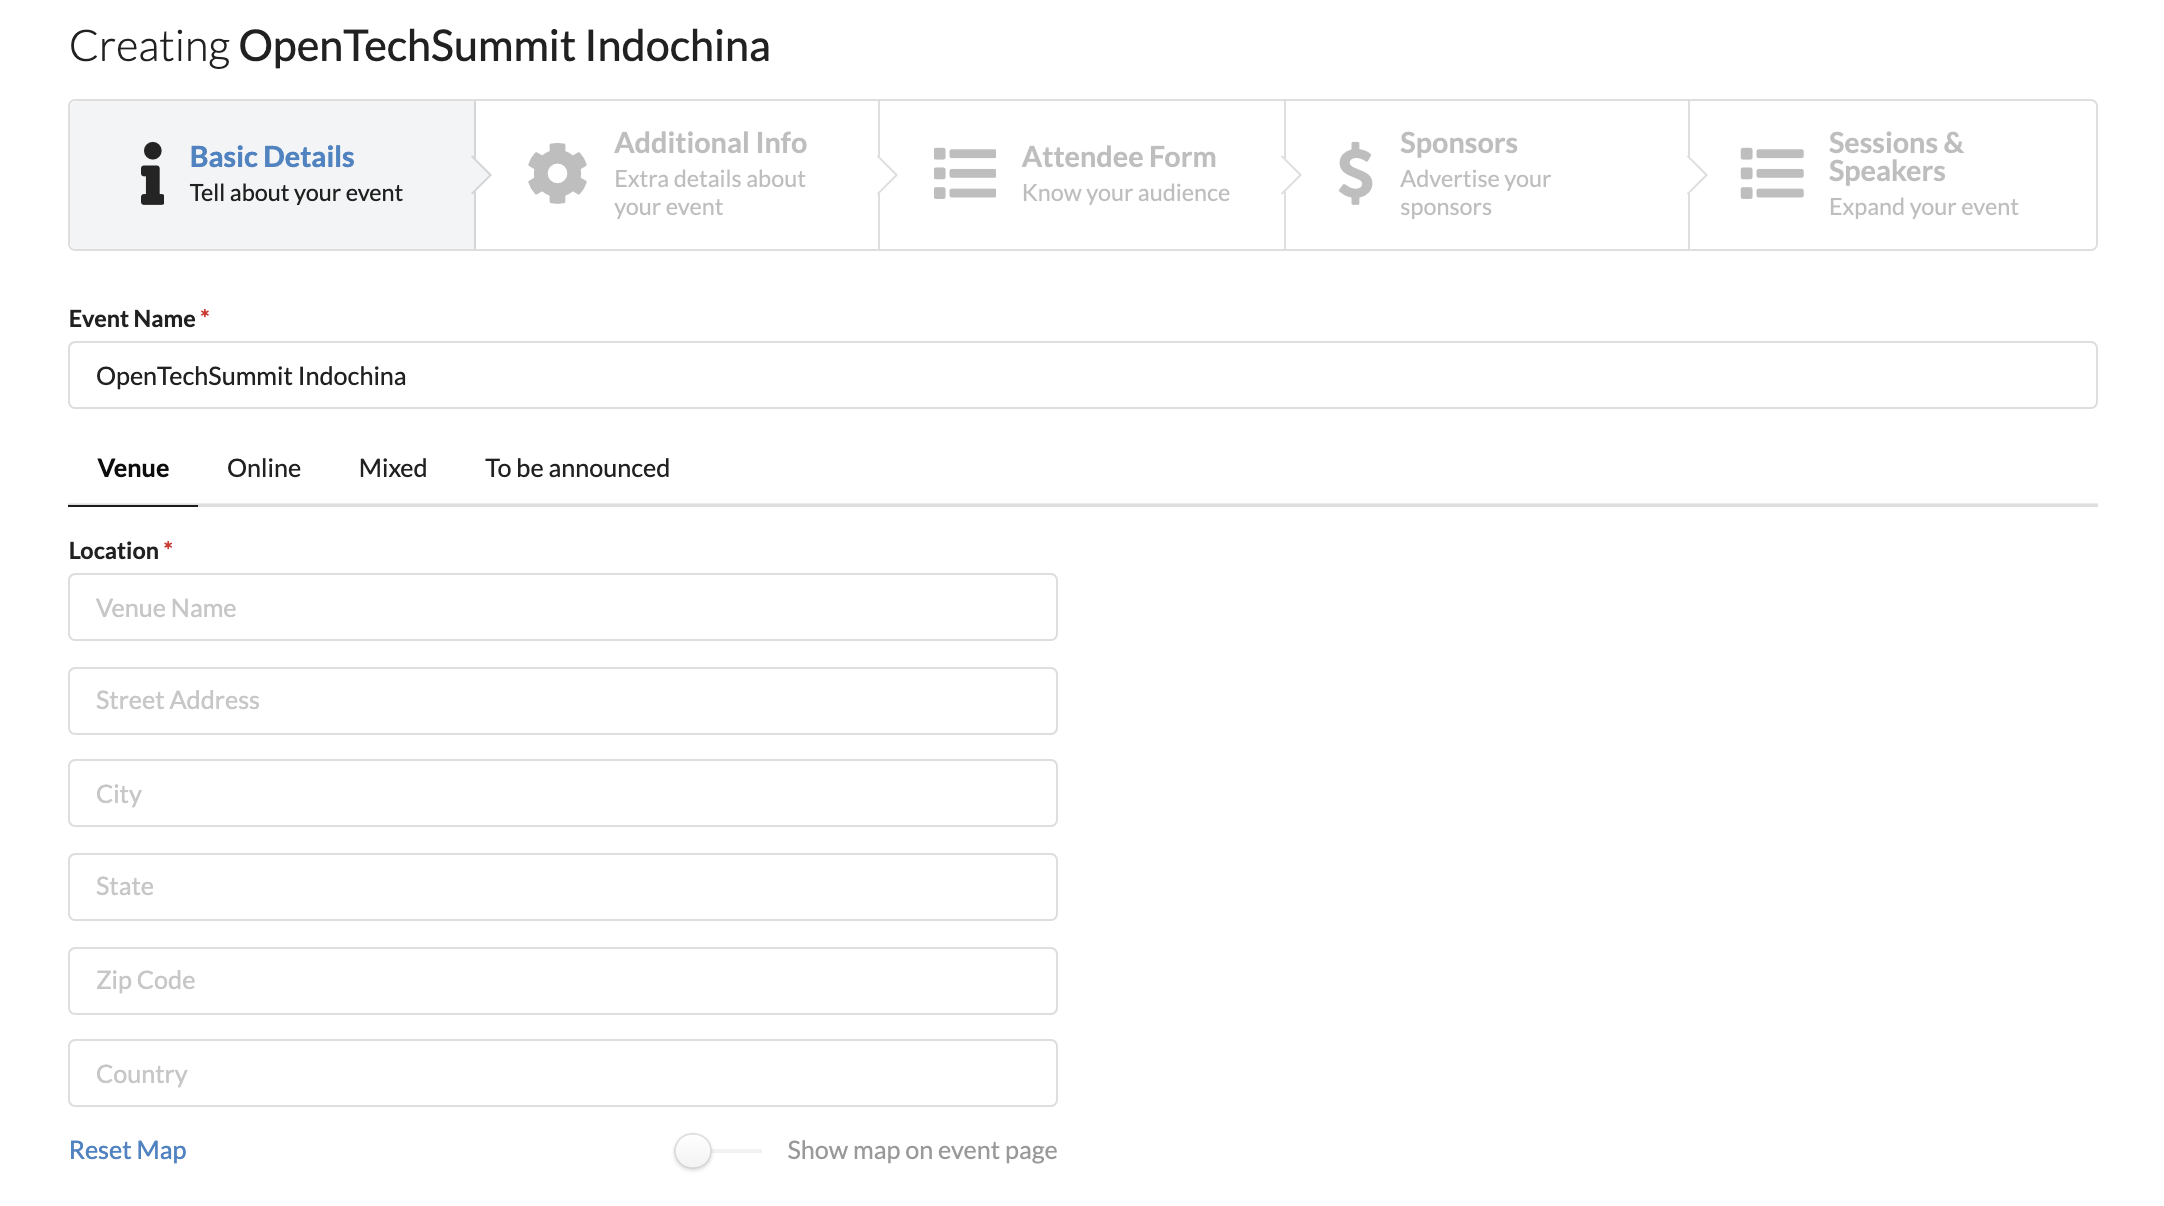 Creating OpenTechSummit Indochina
Basic Details
Tell about your event
Additional Info
Extra details about
your event
Attendee Form
Know your audience
Sponsors
Advertise your
sponsors
Sessions &
Speakers
Expand your event
Event Name *
OpenTechSummit Indochina
Venue Online Mixed To be announced
Location *
Venue Name
Street Address
City
State
Zip Code
Country
Reset Map Show map on event page